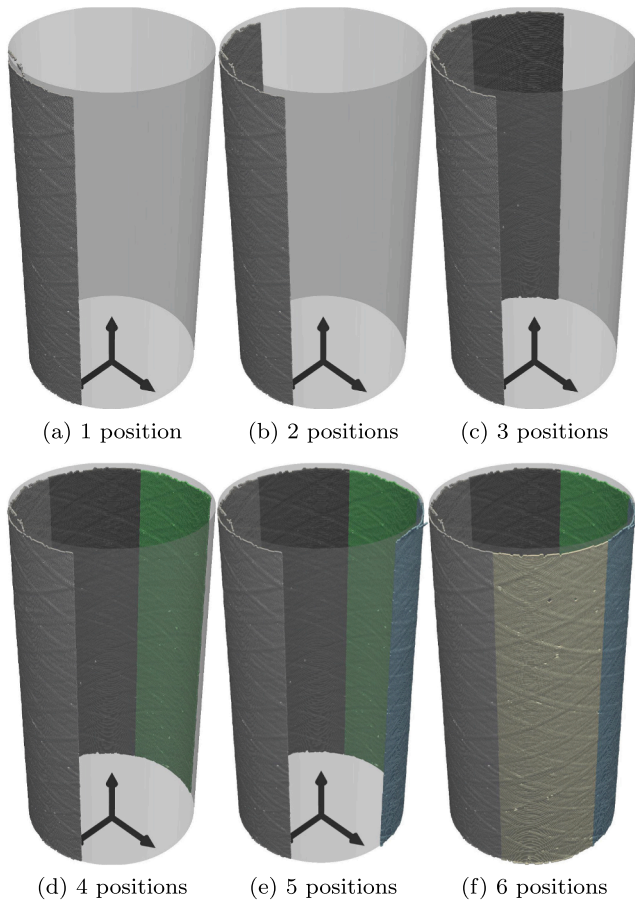 (a) 1 position
(b) 2 positions
(c) 3 positions
(d) 4 positions
(e) 5 positions
(f) 6 positions